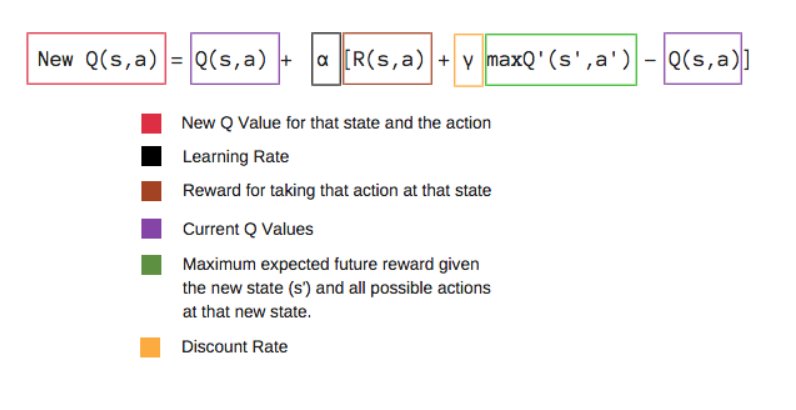 New Q(s,a) = Q(s,a) + α [R(s,a) + γ maxQ'(s',a') − Q(s,a)]
New Q Value for that state and the action
Learning Rate
Reward for taking that action at that state
Current Q Values
Maximum expected future reward given
the new state (s') and all possible actions
at that new state.
Discount Rate